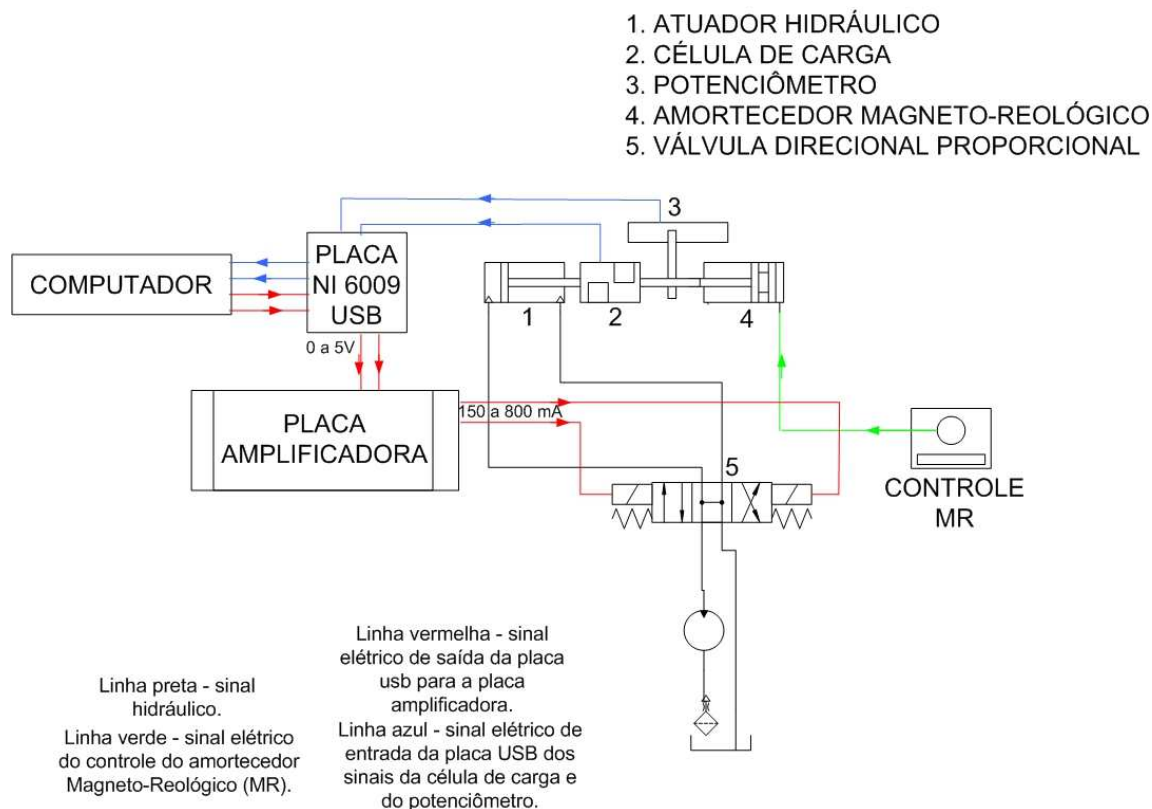 1. ATUADOR HIDRÁULICO
2. CÉLULA DE CARGA
3. POTENCIÔMETRO
4. AMORTECEDOR MAGNETO-REOLÓGICO
5. VÁLVULA DIRECIONAL PROPORCIONAL
3
COMPUTADOR
PLACA
NI 6009
USB
1
2
4
0 a 5V
PLACA
AMPLIFICADORA
150 a 800 mA
5
CONTROLE
MR
Linha preta - sinal
hidráulico.
Linha verde - sinal elétrico
do controle do amortecedor
Magneto-Reológico (MR).
Linha vermelha - sinal
elétrico de saída da placa
usb para a placa
amplificadora.
Linha azul - sinal elétrico de
entrada da placa USB dos
sinais da célula de carga e
do potenciômetro.